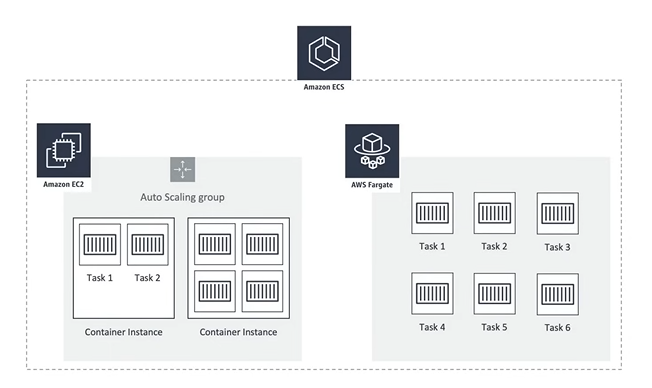 Amazon ECS
Amazon EC2
Auto Scaling group
Task 1
Task 2
Container Instance
Container Instance
AWS Fargate
Task 1
Task 2
Task 3
Task 4
Task 5
Task 6